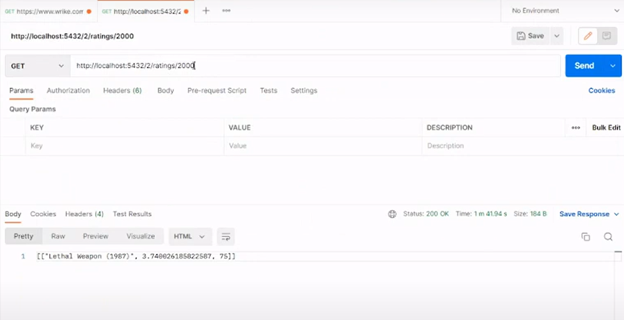 GET https://www.wrike.com
GET http://localhost:5432/2
No Environment
http://localhost:5432/2/ratings/2000
Save
GET
http://localhost:5432/2/ratings/2000
Send
Params Authorization Headers (6) Body Pre-request Script Tests Settings Cookies
Query Params
KEY VALUE DESCRIPTION Bulk Edit
Key Value Description
Body Cookies Headers (4) Test Results Status: 200 OK Time: 1 m 41.94 s Size: 184 B Save Response
Pretty Raw Preview Visualize HTML
1 [["Lethal Weapon (1987)", 3.740026185822587, 75]]